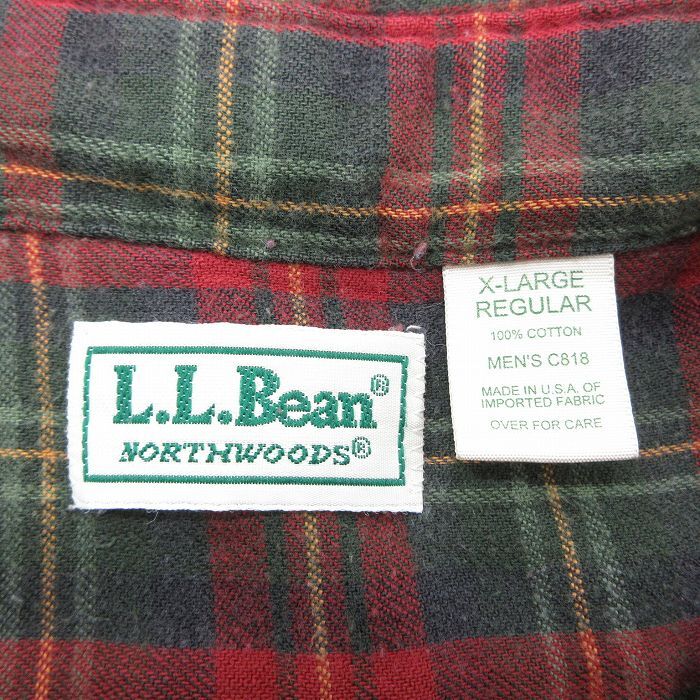 L.L.Bean®
NORTHWOODS®
X-LARGE
REGULAR
100% COTTON
MEN'S C818
MADE IN U.S.A. OF
IMPORTED FABRIC
OVER FOR CARE